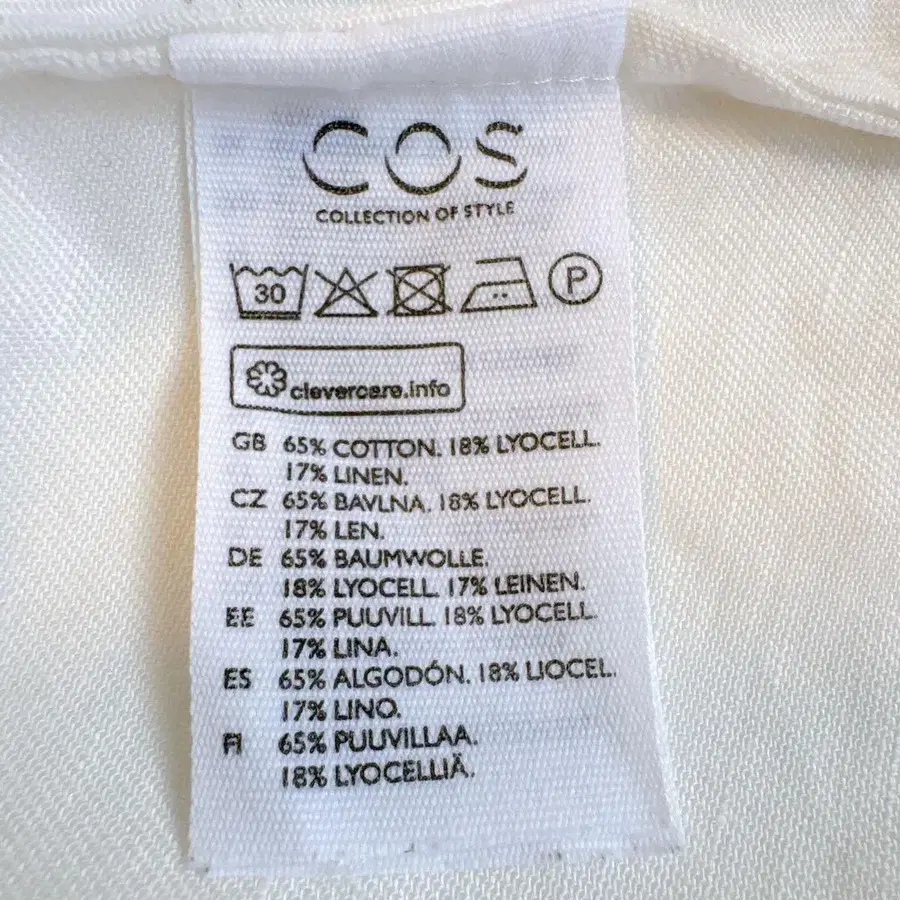 COS
COLLECTION OF STYLE
30
P
clevercare.info
GB 65% COTTON. 18% LYOCELL.
17% LINEN.
CZ 65% BAVLNA. 18% LYOCELL.
17% LEN.
DE 65% BAUMWOLLE.
18% LYOCELL. 17% LEINEN.
EE 65% PUUVILL. 18% LYOCELL.
17% LINA.
ES 65% ALGODÓN. 18% LIOCEL.
17% LINO.
FI 65% PUUVILLAA.
18% LYOCELLIÄ.